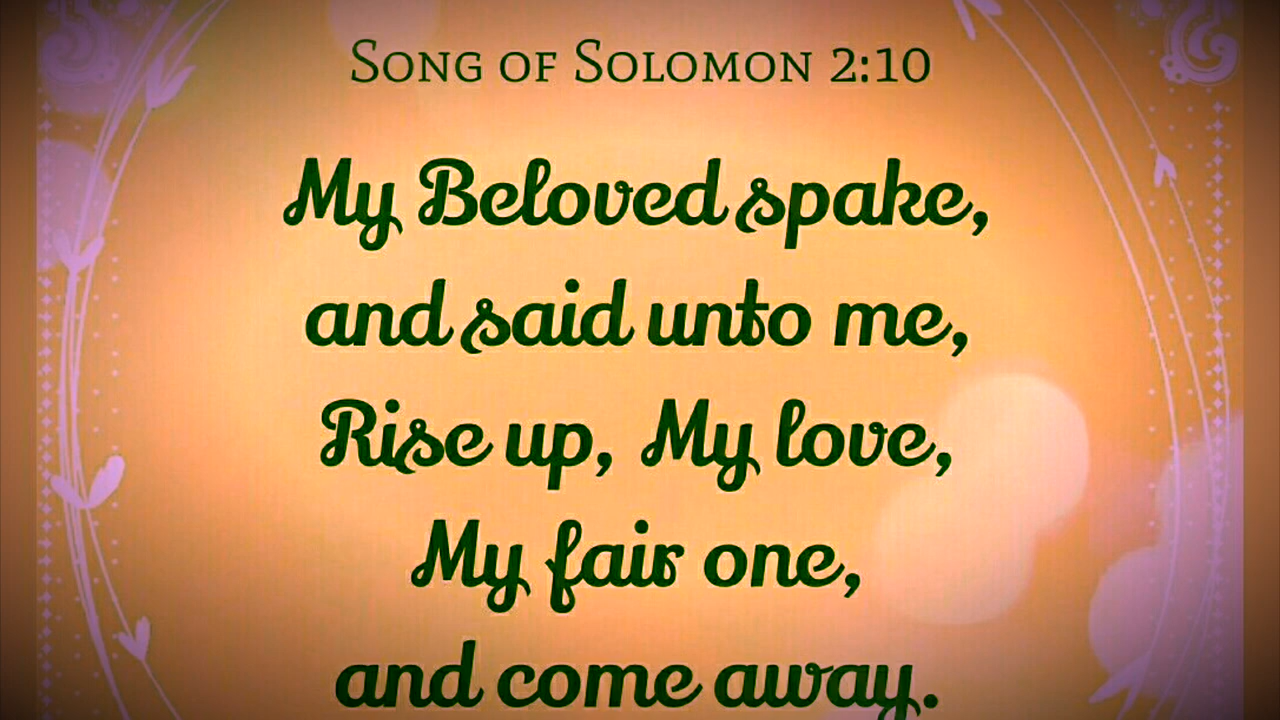 Song of Solomon 2:10
My Beloved spake,
and said unto me,
Rise up, My love,
My fair one,
and come away.